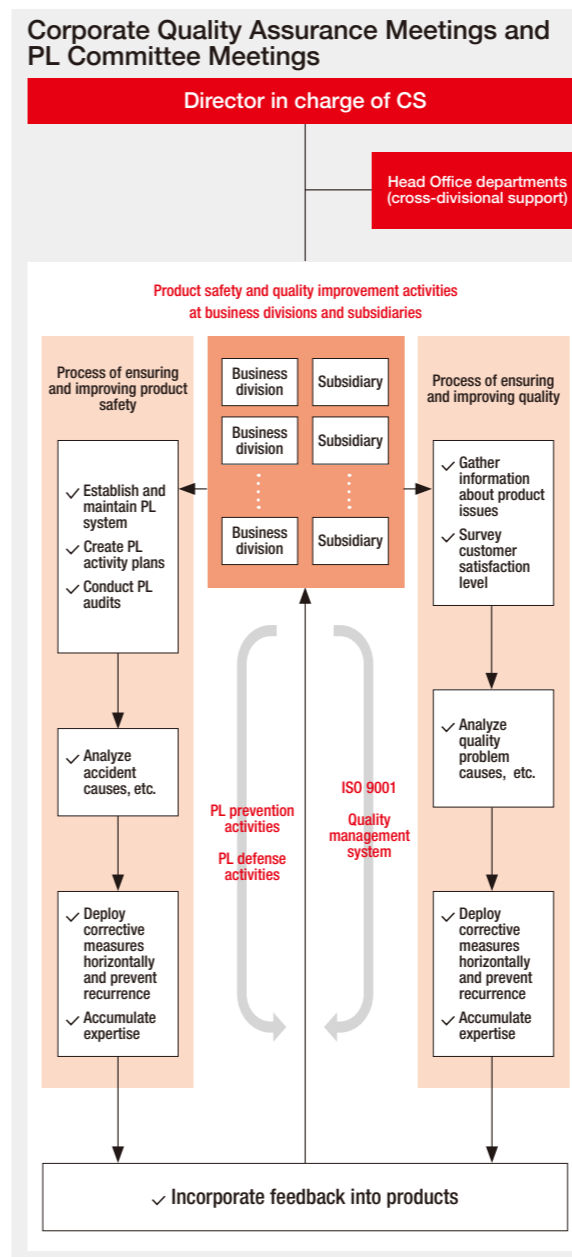 Corporate Quality Assurance Meetings and
PL Committee Meetings
Director in charge of CS
Head Office departments
(cross-divisional support)
Product safety and quality improvement activities
at business divisions and subsidiaries
Process of ensuring
and improving product
safety
✓ Establish and
maintain PL
system
✓ Create PL
activity plans
✓ Conduct PL
audits
✓ Analyze
accident
causes, etc.
✓ Deploy
corrective
measures
horizontally
and prevent
recurrence
✓ Accumulate
expertise
Business
division
Subsidiary
Business
division
Subsidiary
Business
division
Subsidiary
PL prevention
activities
PL defense
activities
ISO 9001
Quality
management
system
Process of ensuring
and improving quality
✓ Gather
information
about product
issues
✓ Survey
customer
satisfaction
level
✓ Analyze
quality
problem
causes, etc.
✓ Deploy
corrective
measures
horizontally
and prevent
recurrence
✓ Accumulate
expertise
✓ Incorporate feedback into products